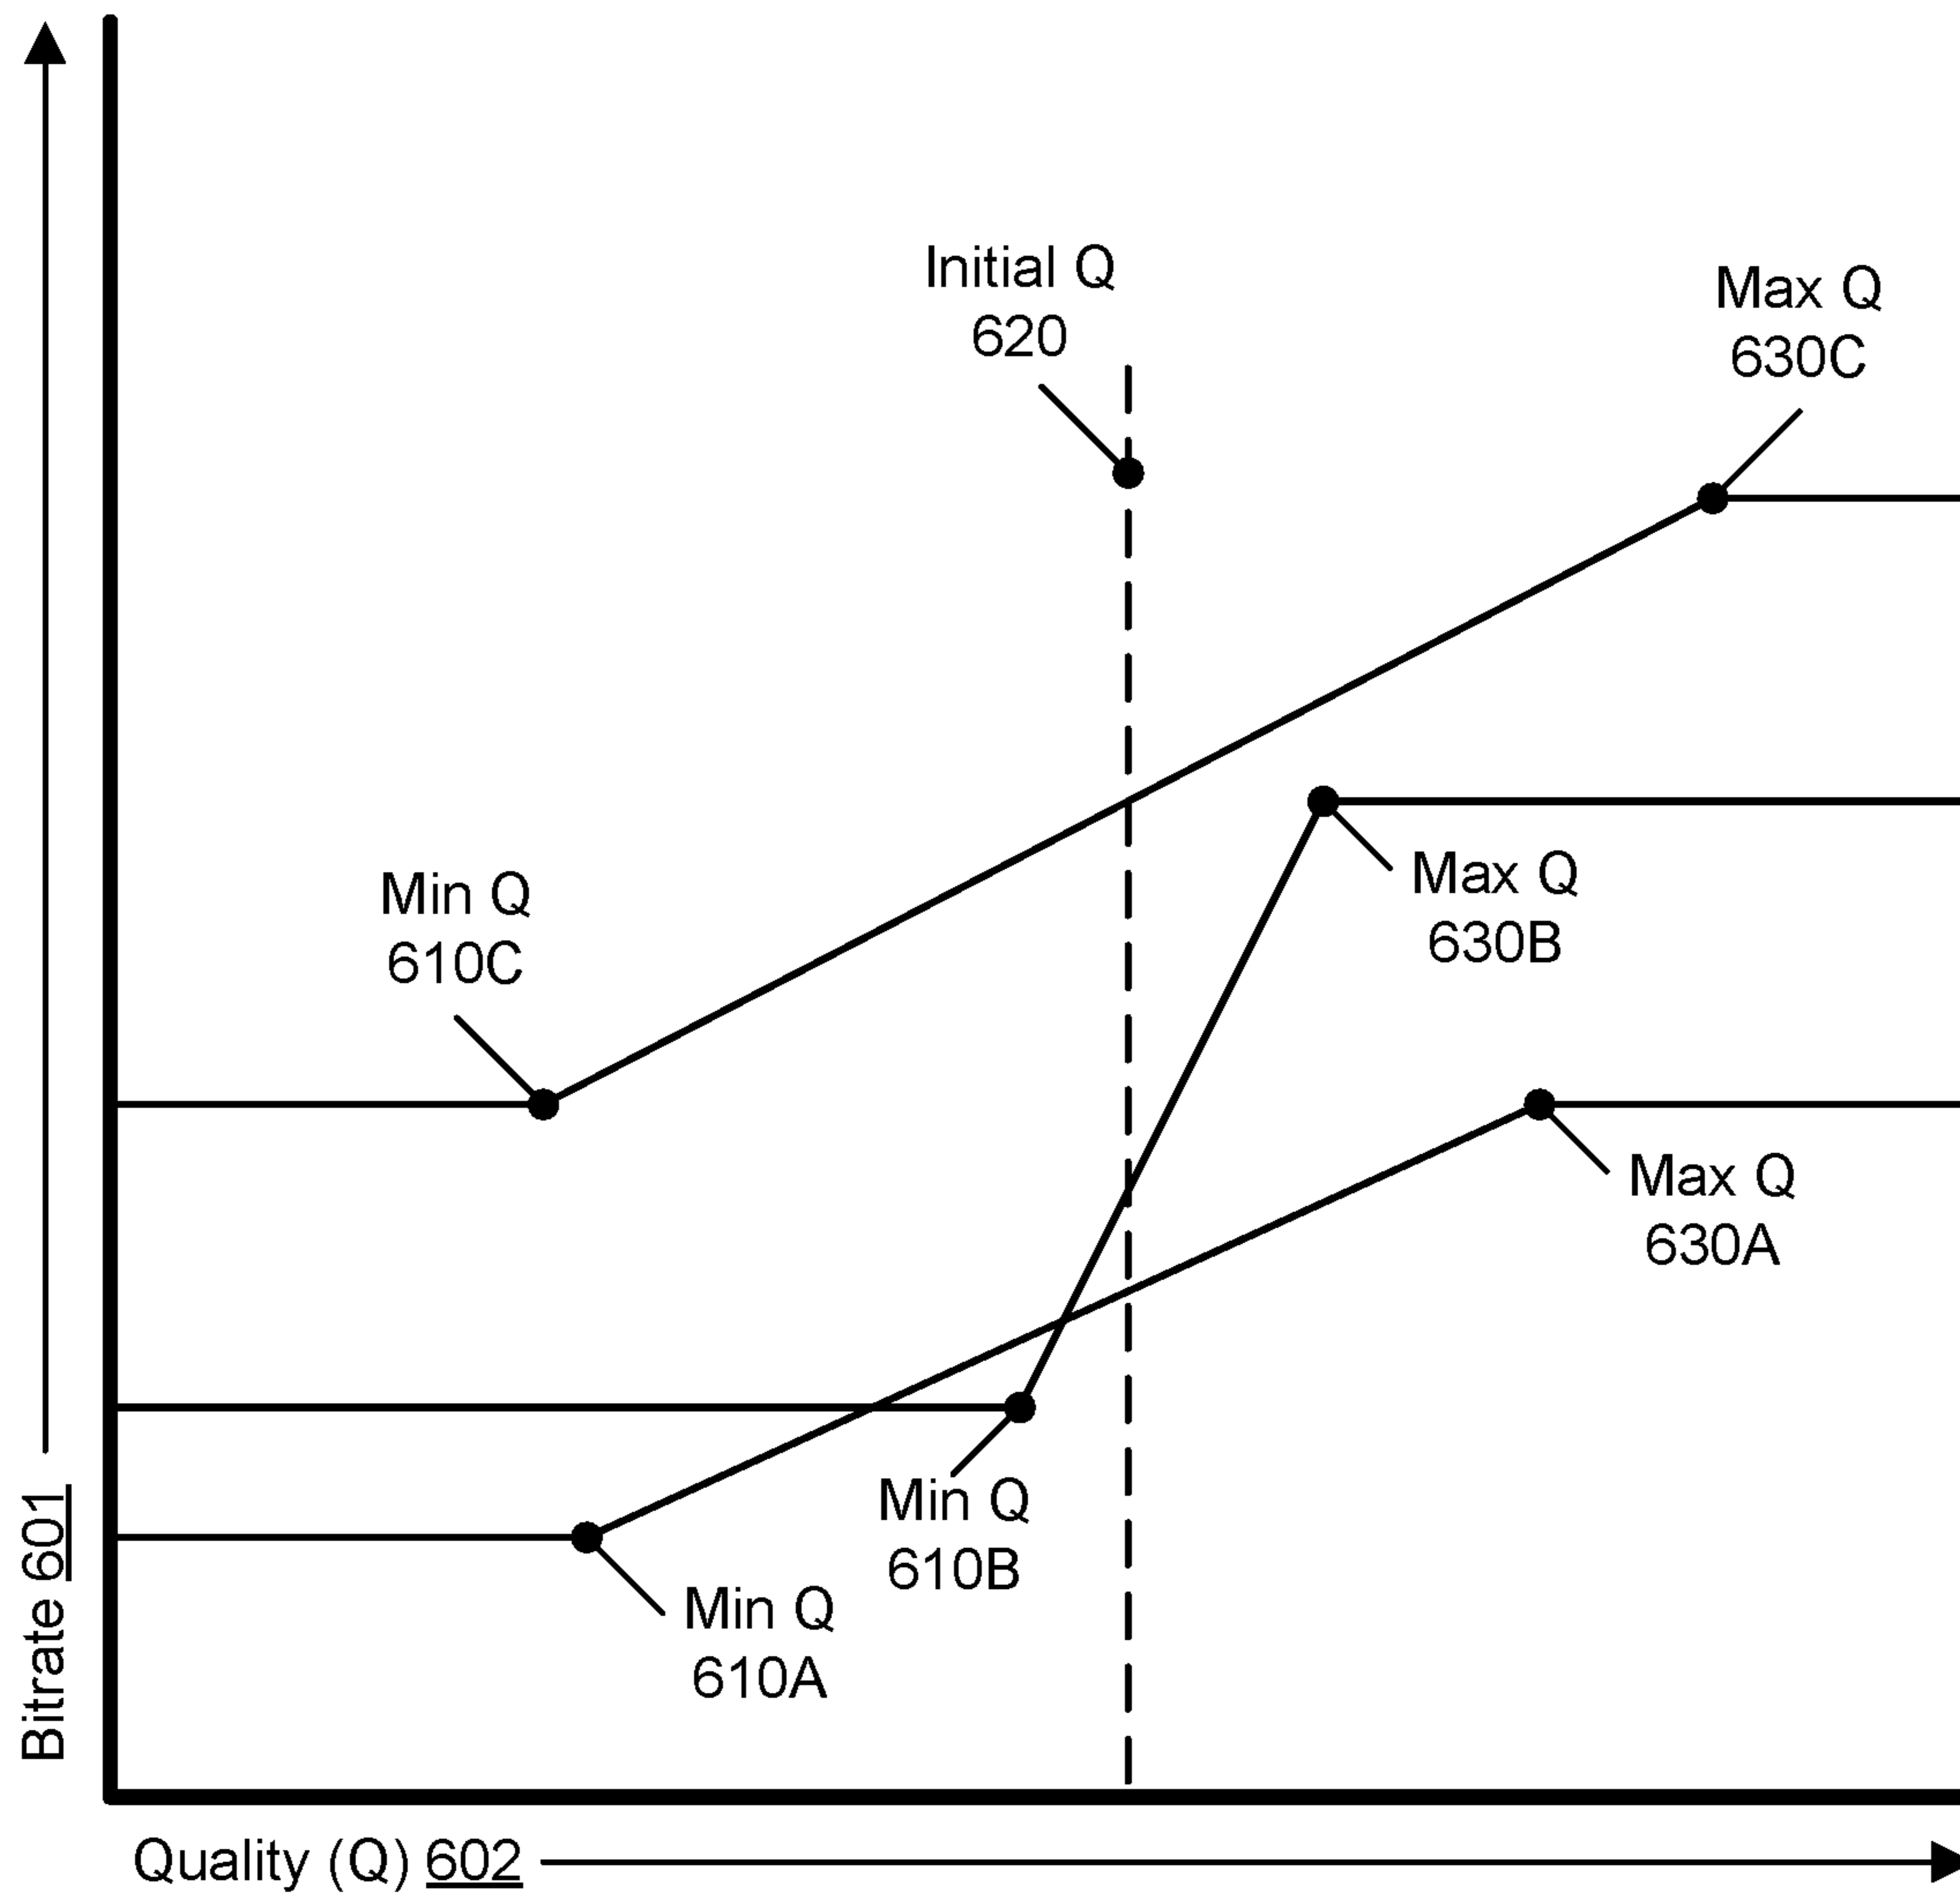 Initial Q
620
Max Q
630C
Min Q
610C
Max Q
630B
Max Q
630A
Min Q
610B
Min Q
610A
Bitrate 601
Quality (Q) 602